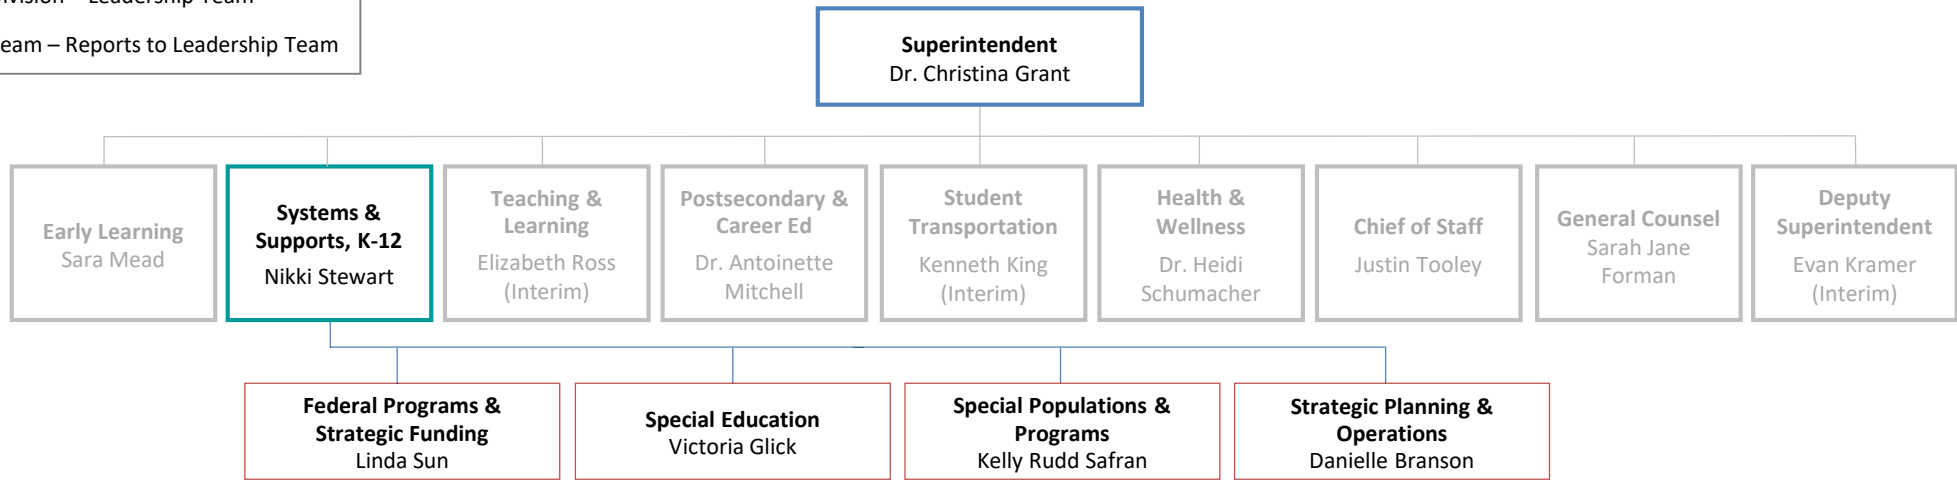 – Leadership Team
– Reports to Leadership Team
Superintendent
Dr. Christina Grant
Early Learning
Sara Mead
Systems &
Supports, K-12
Nikki Stewart
Teaching &
Learning
Elizabeth Ross
(Interim)
Postsecondary &
Career Ed
Dr. Antoinette
Mitchell
Student
Transportation
Kenneth King
(Interim)
Health &
Wellness
Dr. Heidi
Schumacher
Chief of Staff
Justin Tooley
General Counsel
Sarah Jane
Forman
Deputy
Superintendent
Evan Kramer
(Interim)
Federal Programs &
Strategic Funding
Linda Sun
Special Education
Victoria Glick
Special Populations &
Programs
Kelly Rudd Safran
Strategic Planning &
Operations
Danielle Branson